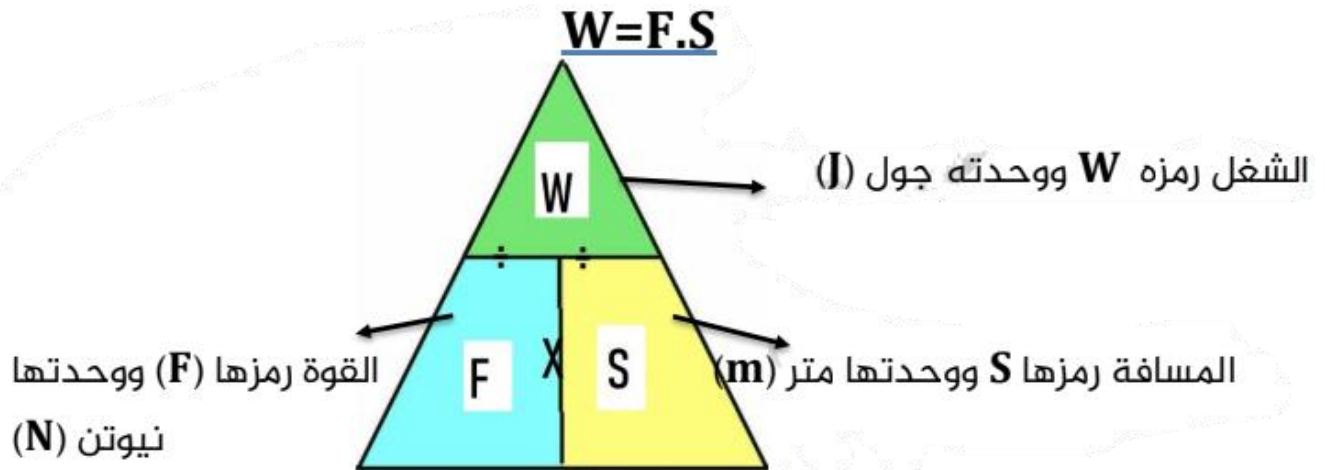 W=F.S
W
الشغل رمزه W ووحدته جول (J)
÷ ÷
F X S
المسافة رمزها S ووحدتها متر (m)
القوة رمزها (F) ووحدتها
نيوتن (N)